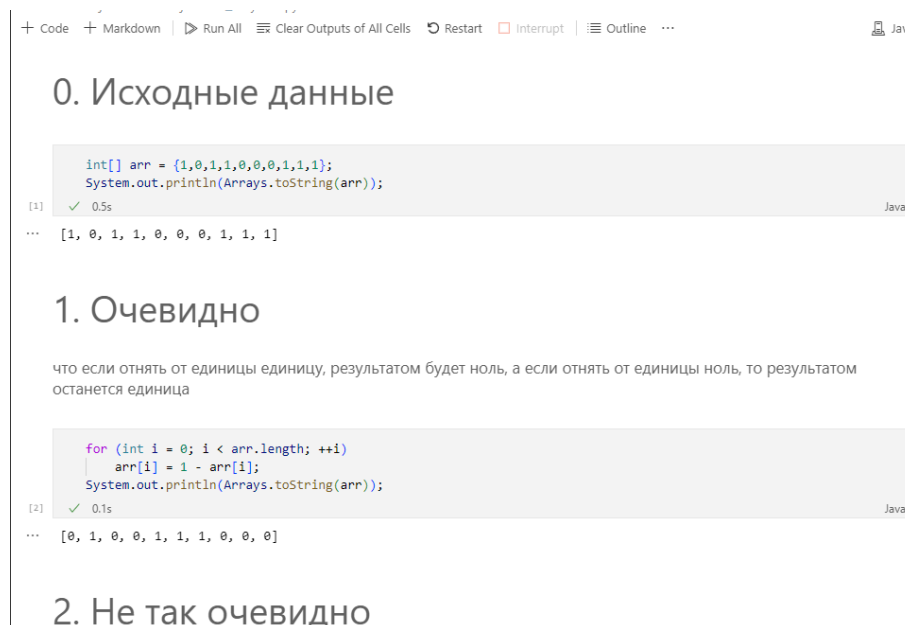 Code Markdown Run All Clear Outputs of All Cells Restart Interrupt Outline ...
0. Исходные данные
int[] arr = {1,0,1,1,0,0,0,1,1,1};
System.out.println(Arrays.toString(arr));
[1] 0.5s Java
... [1, 0, 1, 1, 0, 0, 0, 1, 1, 1]
1. Очевидно
что если отнять от единицы единицу, результатом будет ноль, а если отнять от единицы ноль, то результатом
останется единица
for (int i = 0; i < arr.length; ++i)
arr[i] = 1 - arr[i];
System.out.println(Arrays.toString(arr));
[2] 0.1s Java
... [0, 1, 0, 0, 1, 1, 1, 0, 0, 0]
2. Не так очевидно